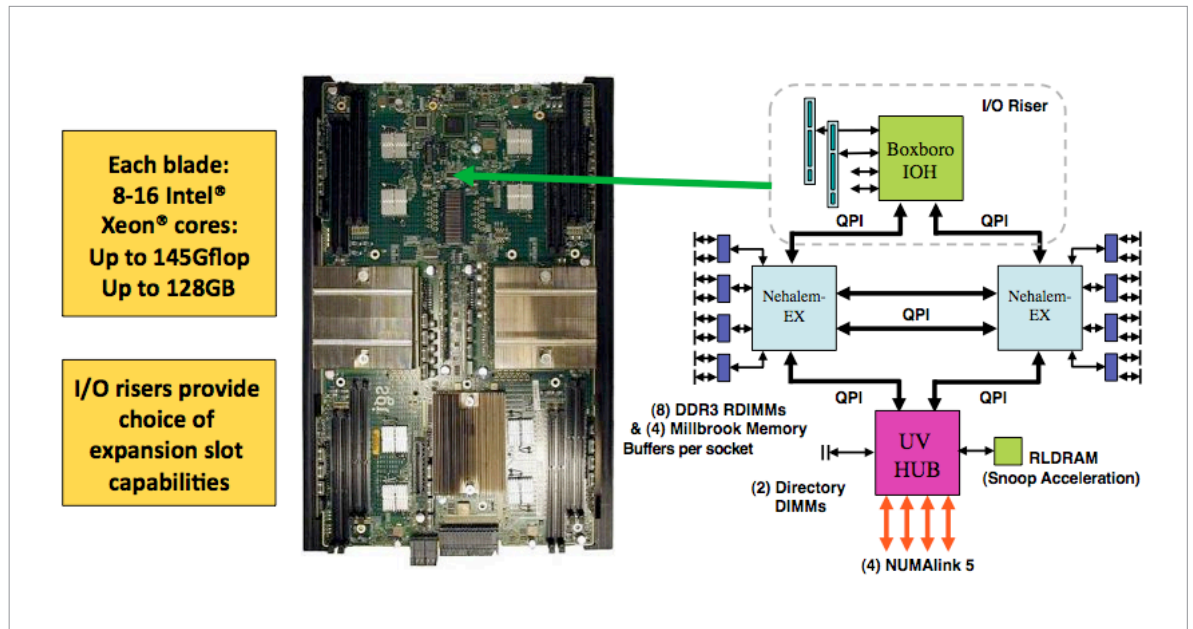 Each blade:
8-16 Intel®
Xeon® cores:
Up to 145Gflop
Up to 128GB
I/O risers provide
choice of
expansion slot
capabilities
sgi
I/O Riser
Boxboro
IOH
QPI
QPI
Nehalem-
EX
QPI
Nehalem-
EX
QPI
QPI
(8) DDR3 RDIMMs
& (4) Millbrook Memory
Buffers per socket
UV
HUB
RLDRAM
(Snoop Acceleration)
(2) Directory
DIMMs
(4) NUMAlink 5